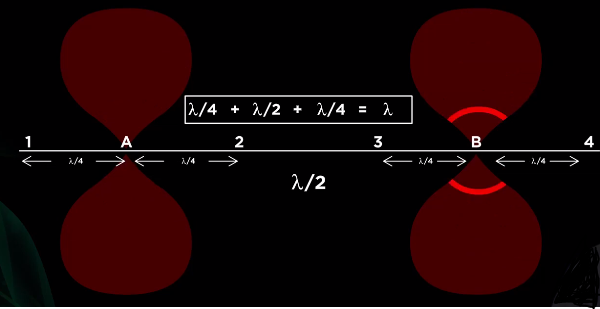 λ/4 + λ/2 + λ/4 = λ
1 A 2 3 B 4
λ/4 λ/4 λ/4 λ/4
λ/2